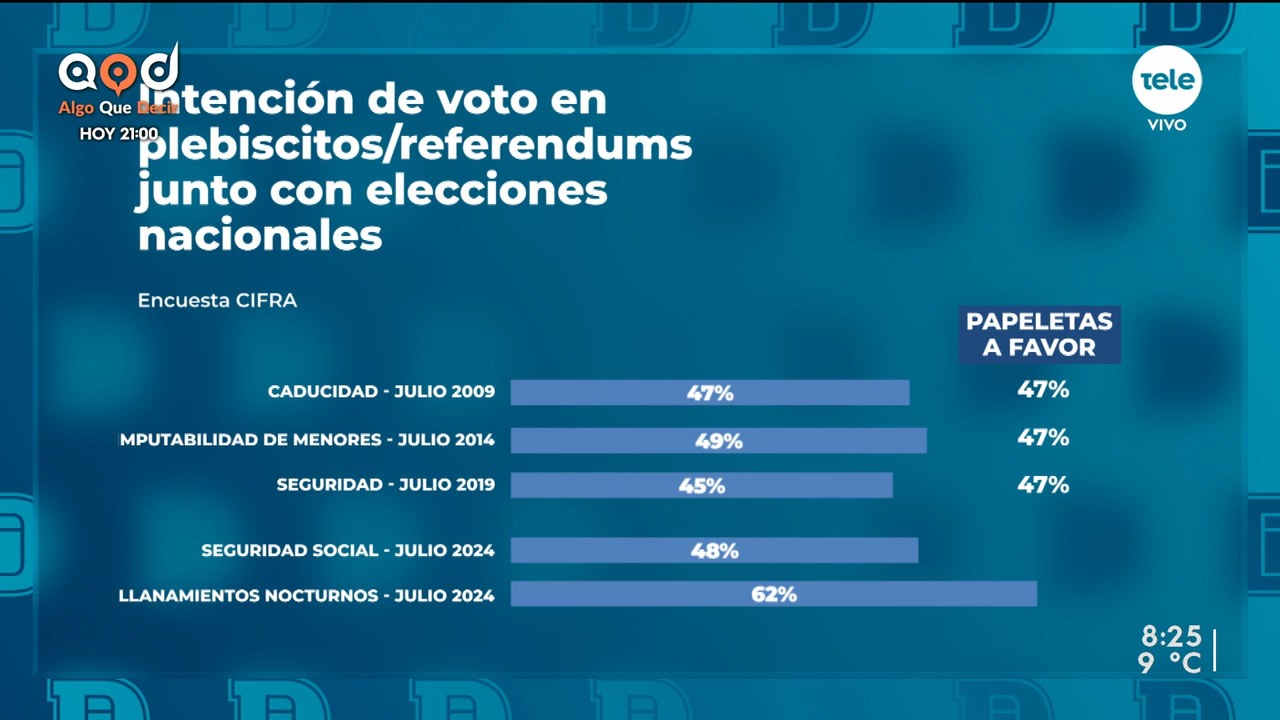 aqd
Algo Que Decir
HOY 21:00
Intención de voto en
plebiscitos/referendums
junto con elecciones
nacionales
tele
VIVO
Encuesta CIFRA
PAPELETAS
A FAVOR
CADUCIDAD - JULIO 2009 47% 47%
IMPUTABILIDAD DE MENORES - JULIO 2014 49% 47%
SEGURIDAD - JULIO 2019 45% 47%
SEGURIDAD SOCIAL - JULIO 2024 48%
LLANAMIENTOS NOCTURNOS - JULIO 2024 62%
8:25
9 °C